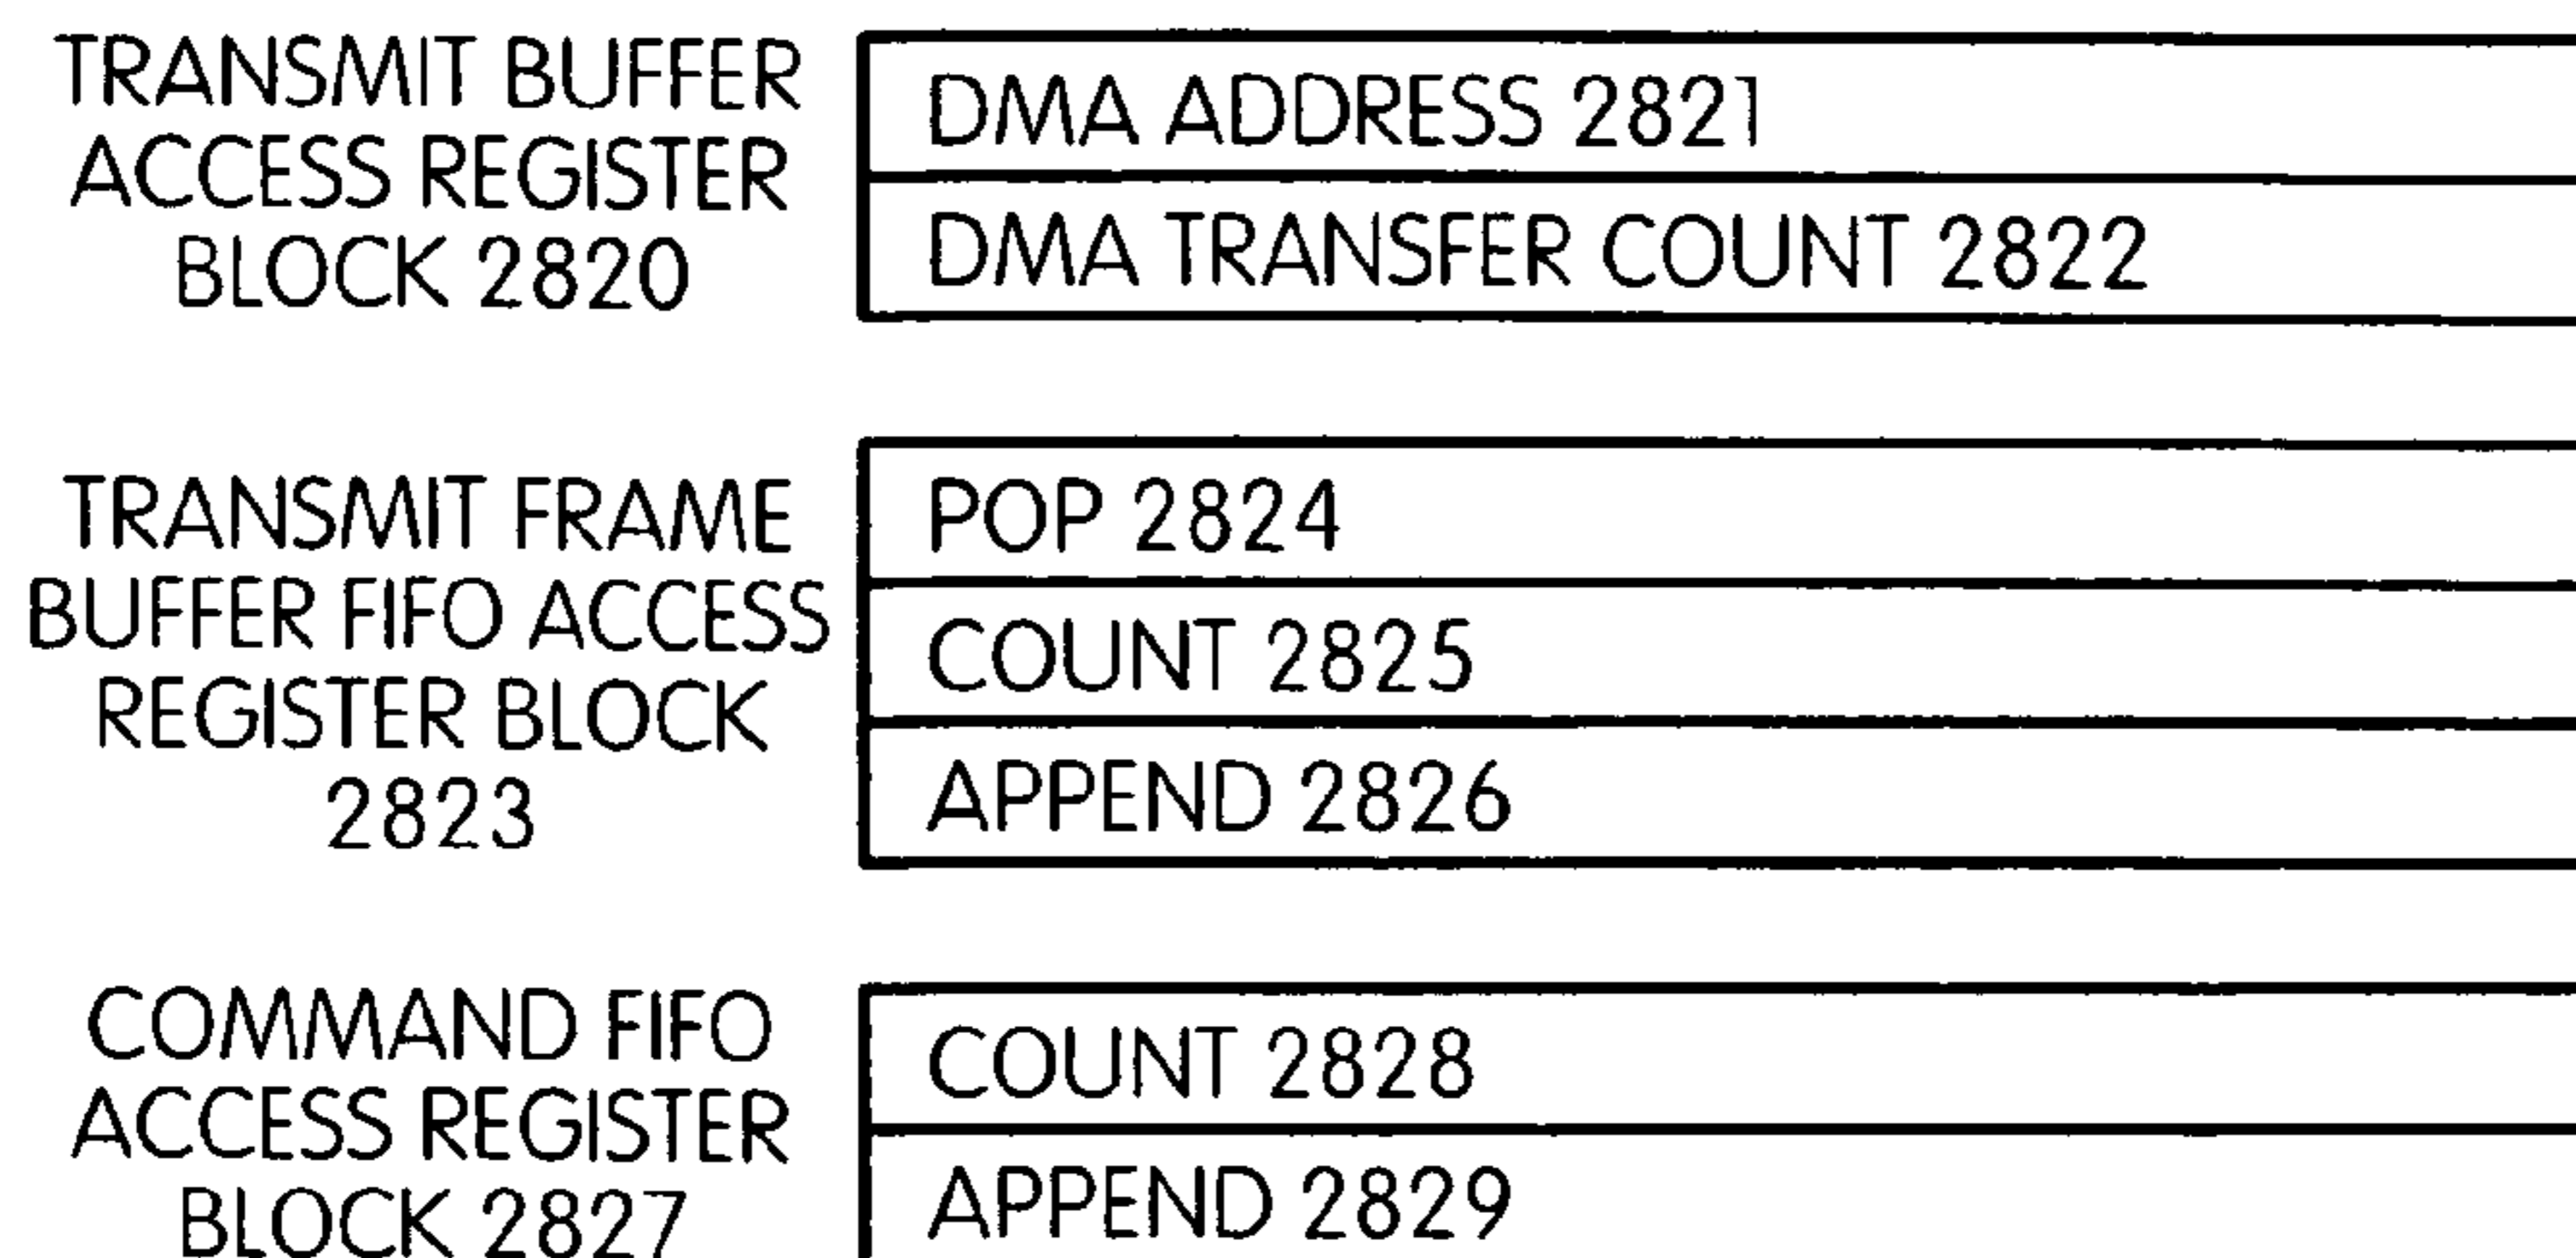 TRANSMIT BUFFER
ACCESS REGISTER
BLOCK 2820
DMA ADDRESS 2821
DMA TRANSFER COUNT 2822
TRANSMIT FRAME
BUFFER FIFO ACCESS
REGISTER BLOCK
2823
POP 2824
COUNT 2825
APPEND 2826
COMMAND FIFO
ACCESS REGISTER
BLOCK 2827
COUNT 2828
APPEND 2829